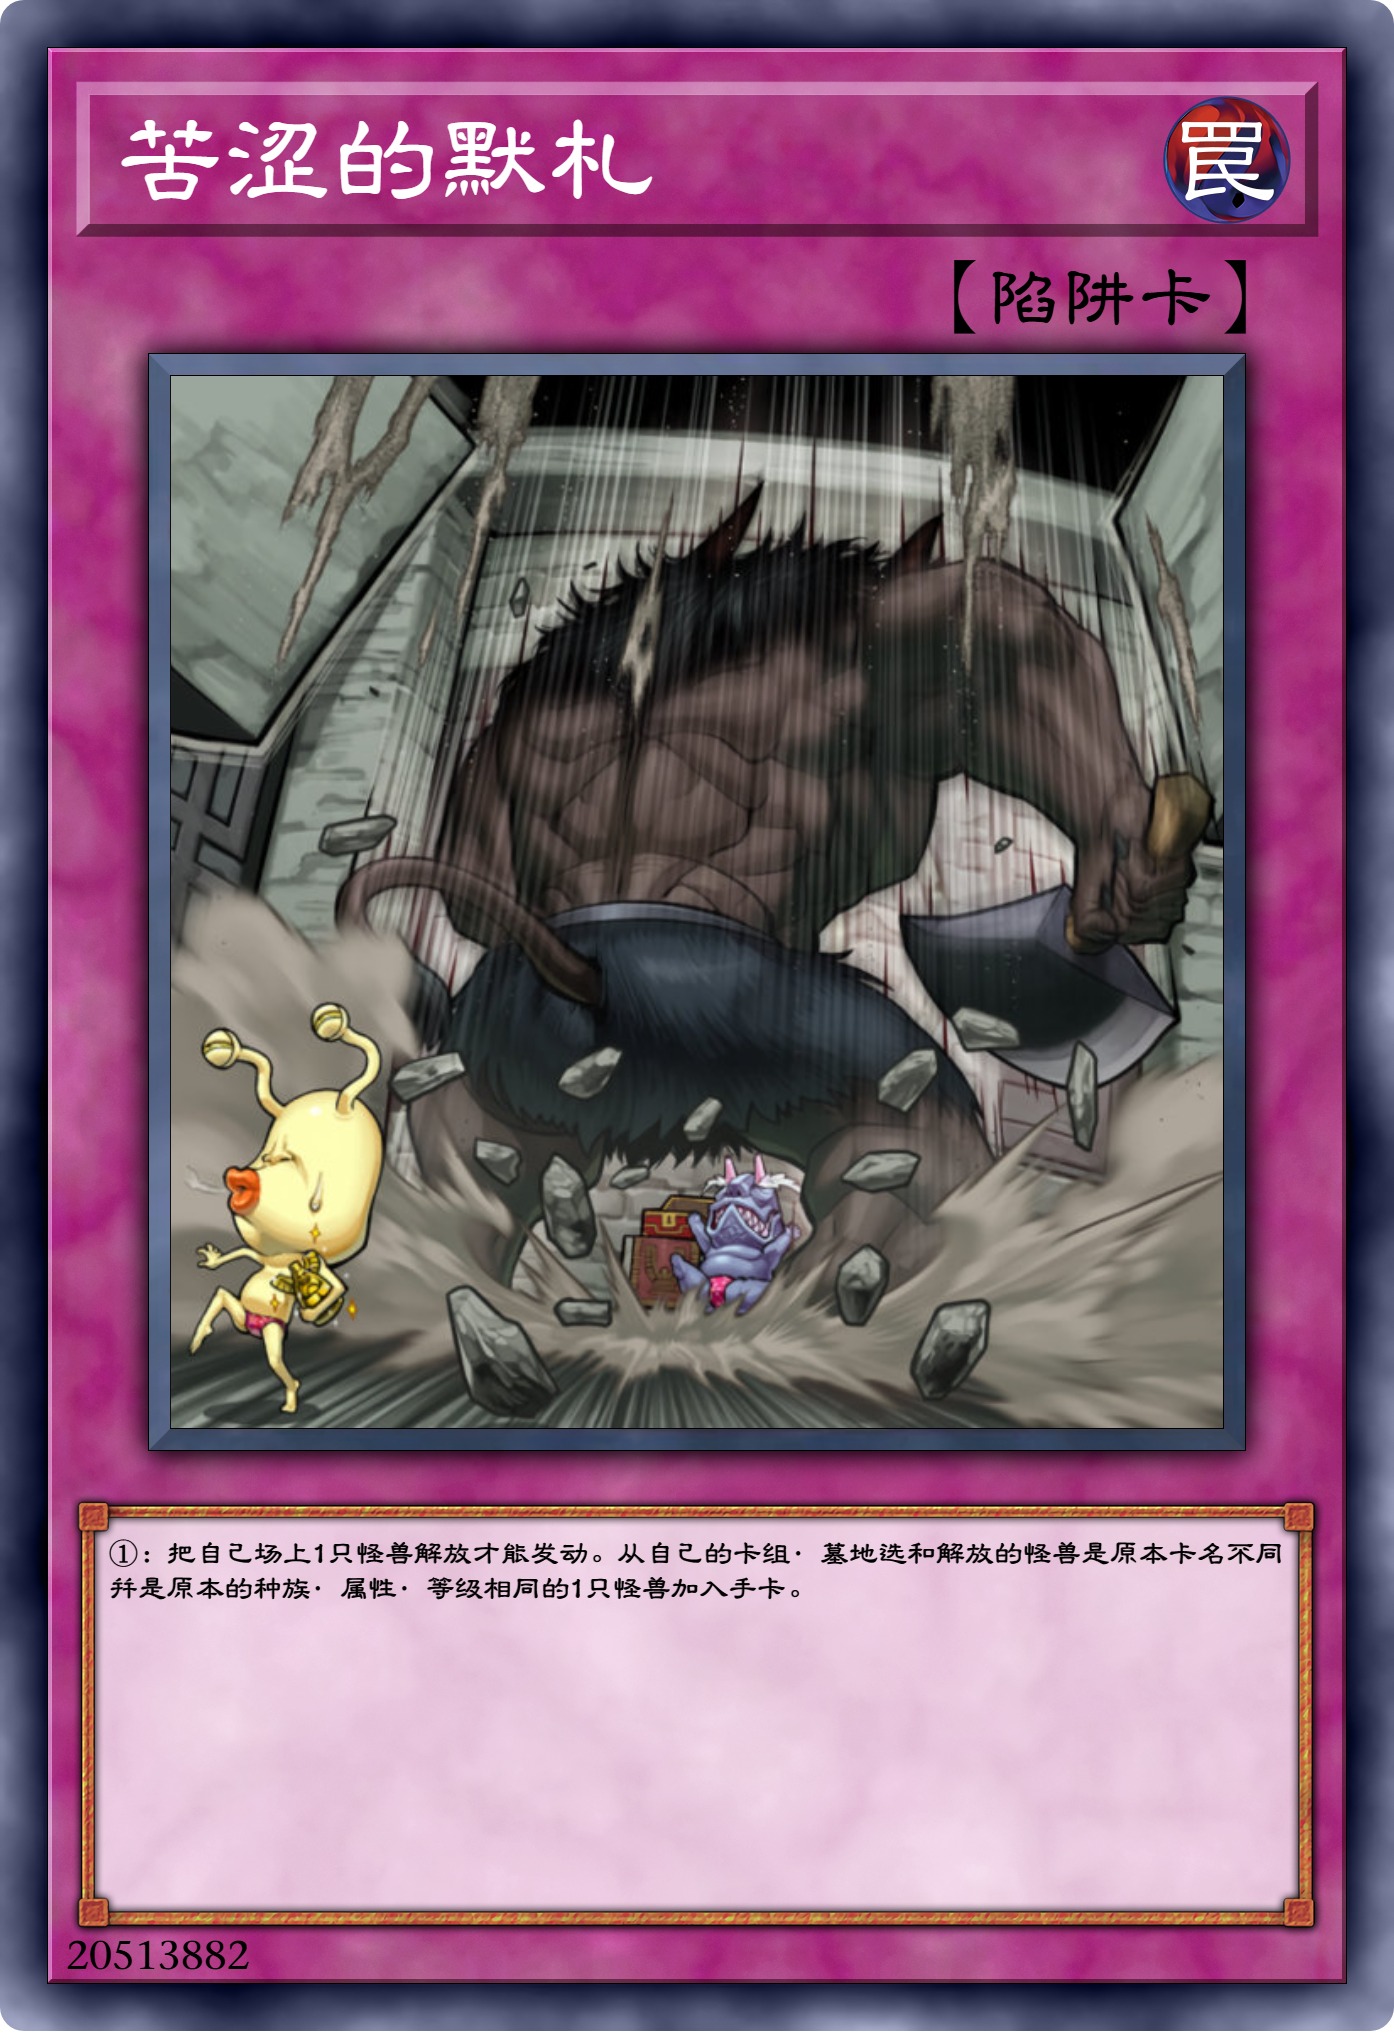 苦涩的默札
罠
【陷阱卡】
①：把自己场上1只怪兽解放才能发动。从自己的卡组·墓地选和解放的怪兽是原本卡名不同
并是原本的种族·属性·等级相同的1只怪兽加入手卡。
20513882